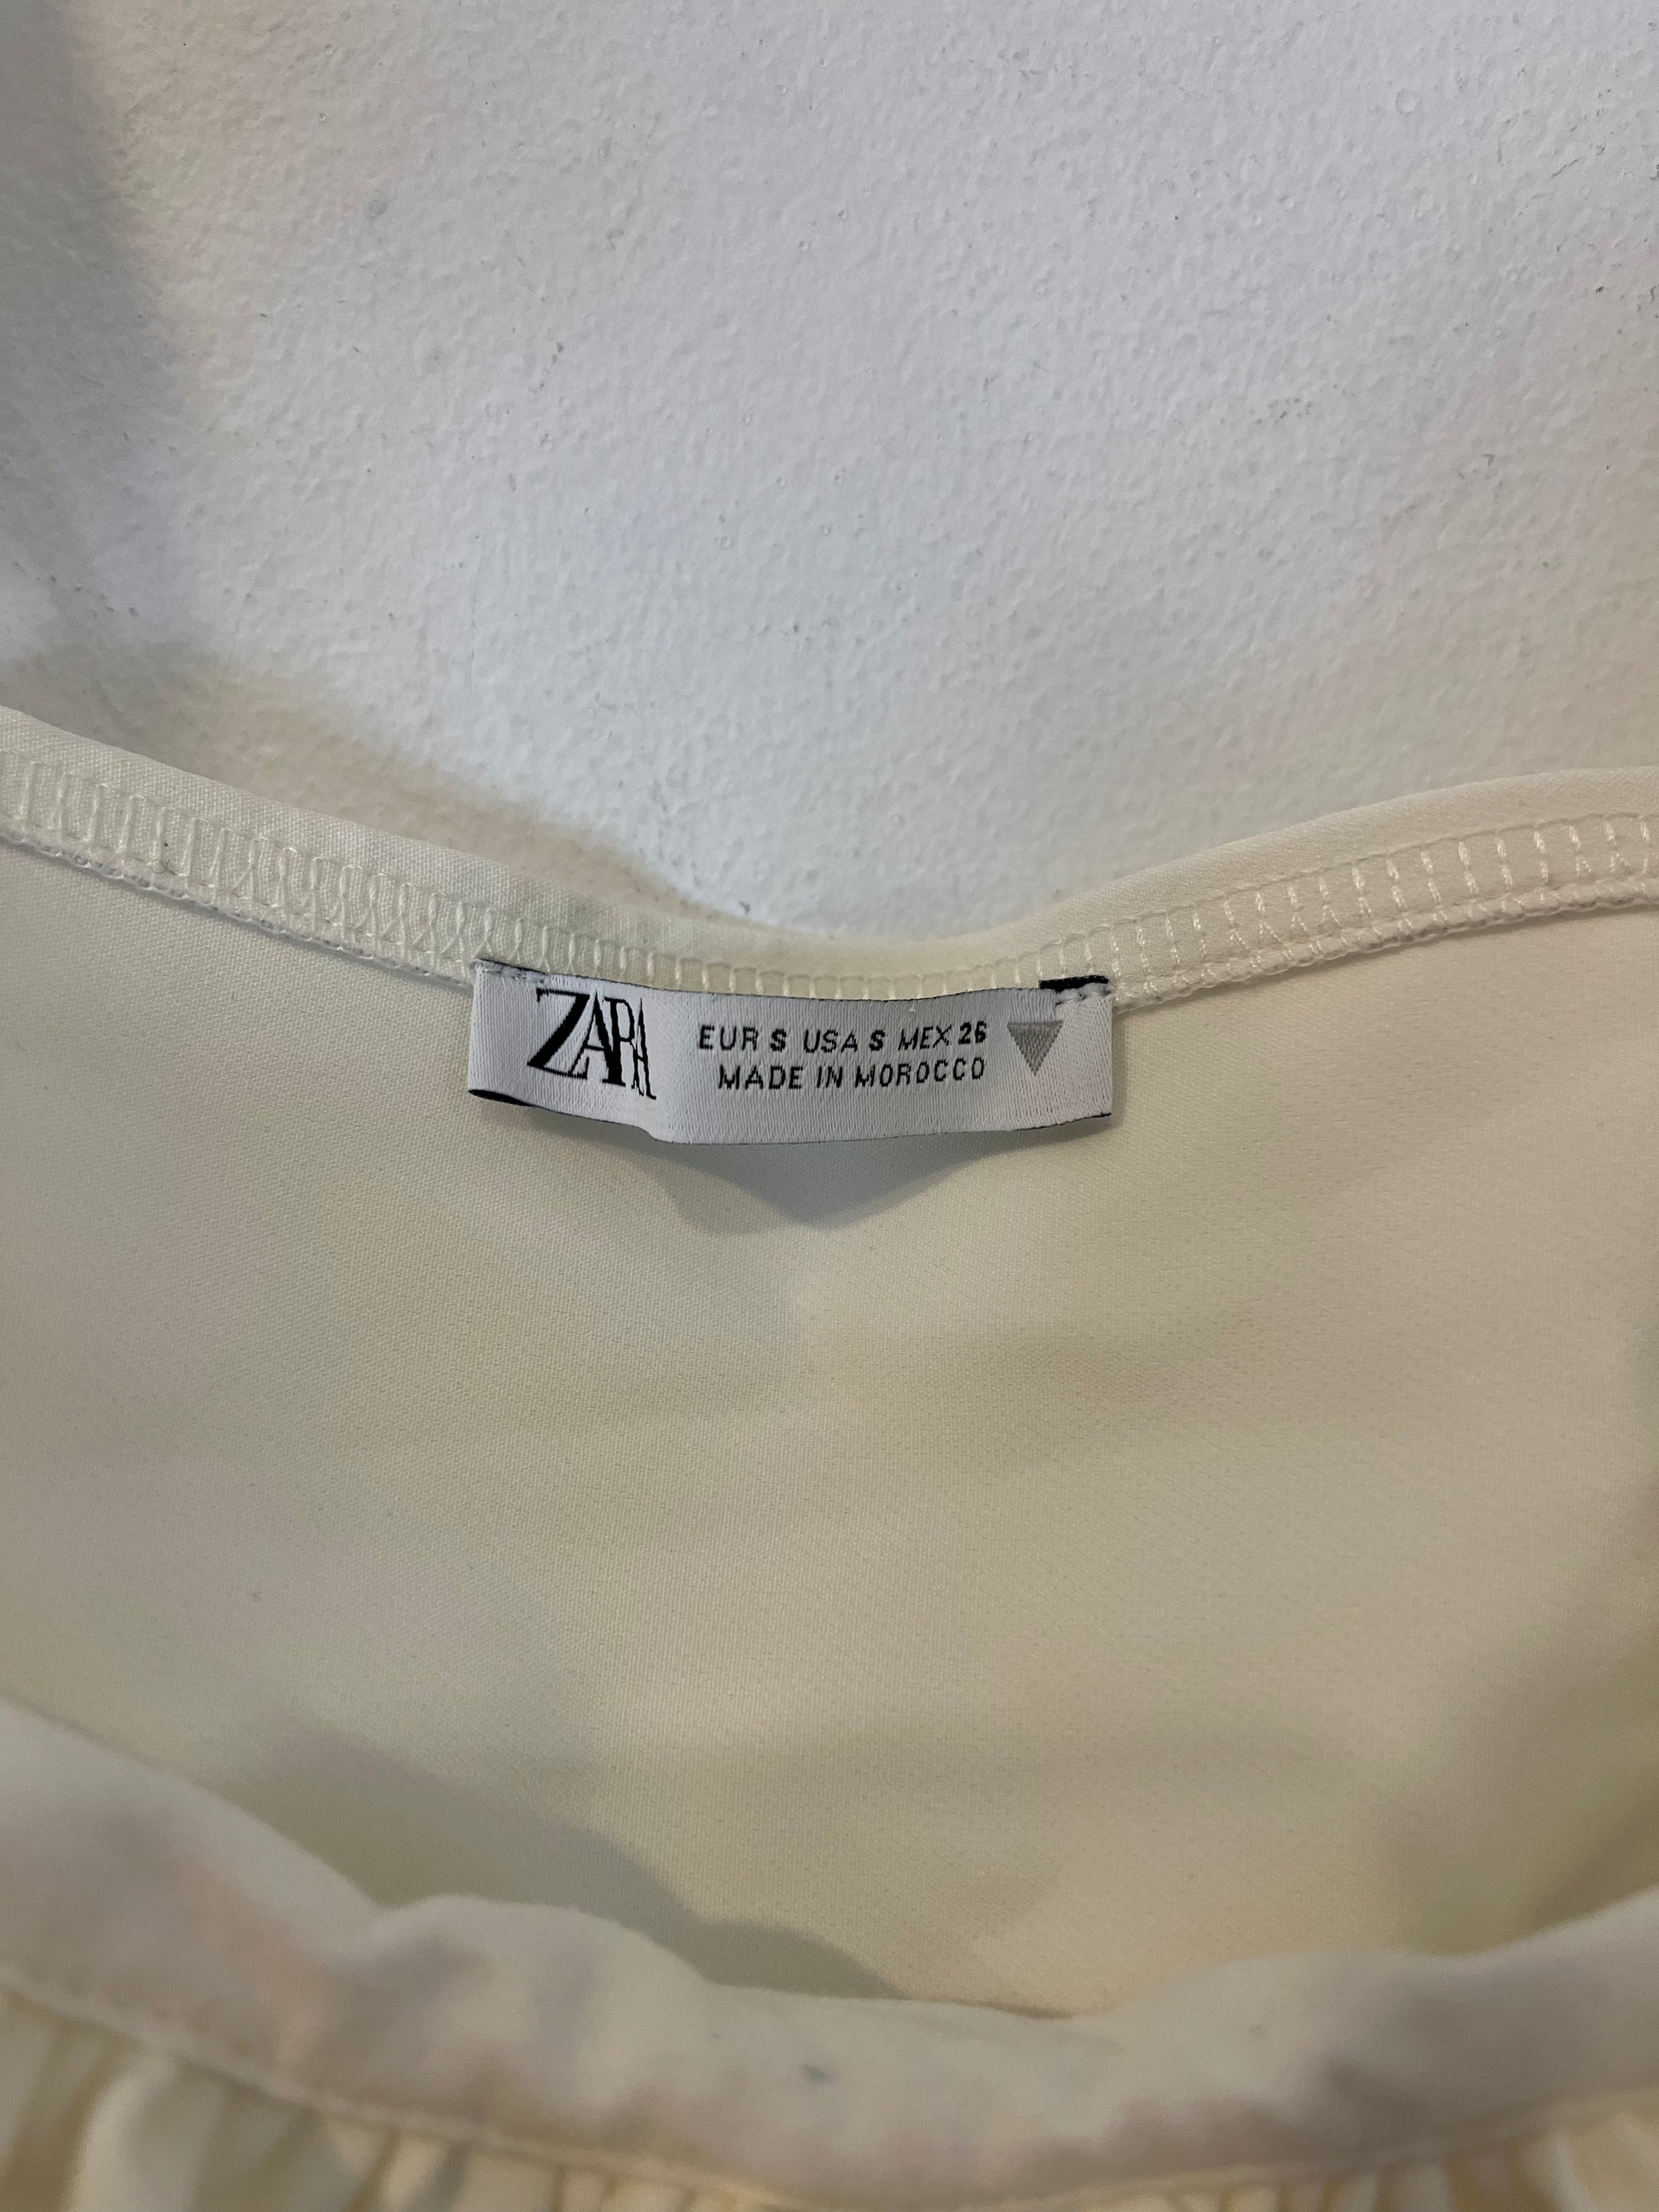 ZARA
EUR S USA S MEX 26
MADE IN MOROCCO